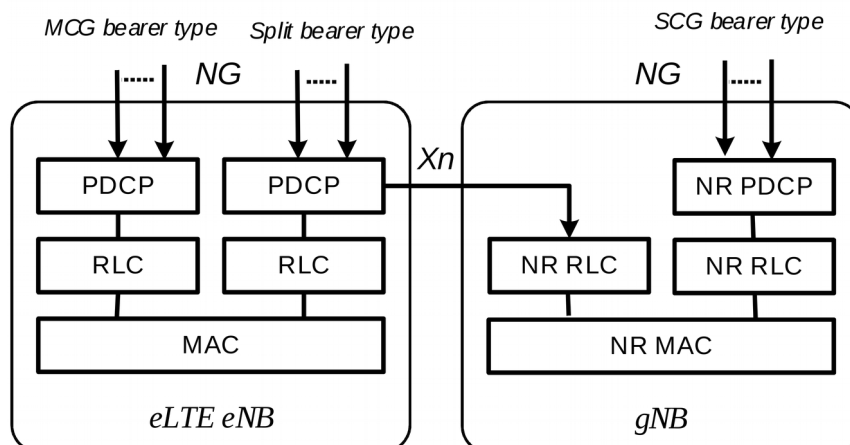 MCG bearer type
Split bearer type
SCG bearer type
NG
NG
Xn
PDCP
PDCP
NR PDCP
RLC
RLC
NR RLC
NR RLC
MAC
NR MAC
eLTE eNB
gNB